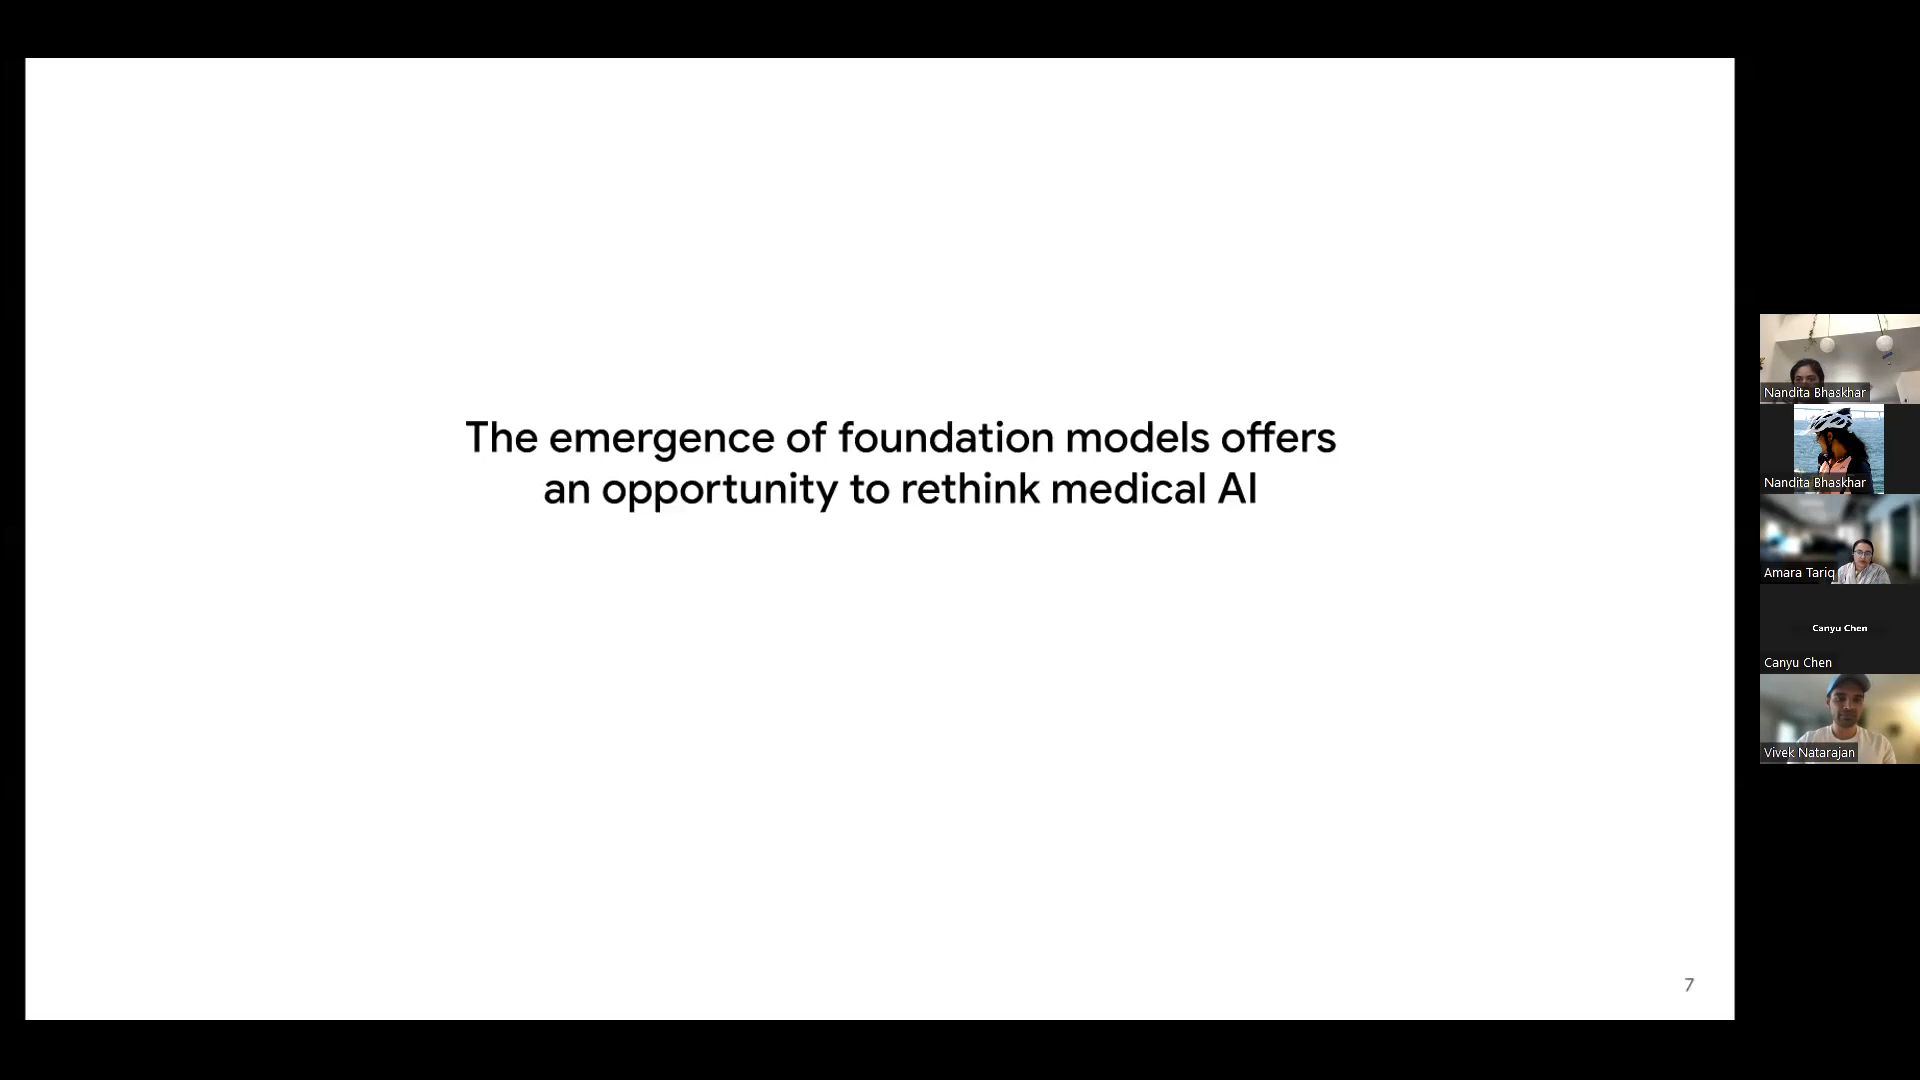 The emergence of foundation models offers
an opportunity to rethink medical AI
7
Nandita Bhaskhar
Nandita Bhaskhar
Amara Tariq
Canyu Chen
Canyu Chen
Vivek Natarajan